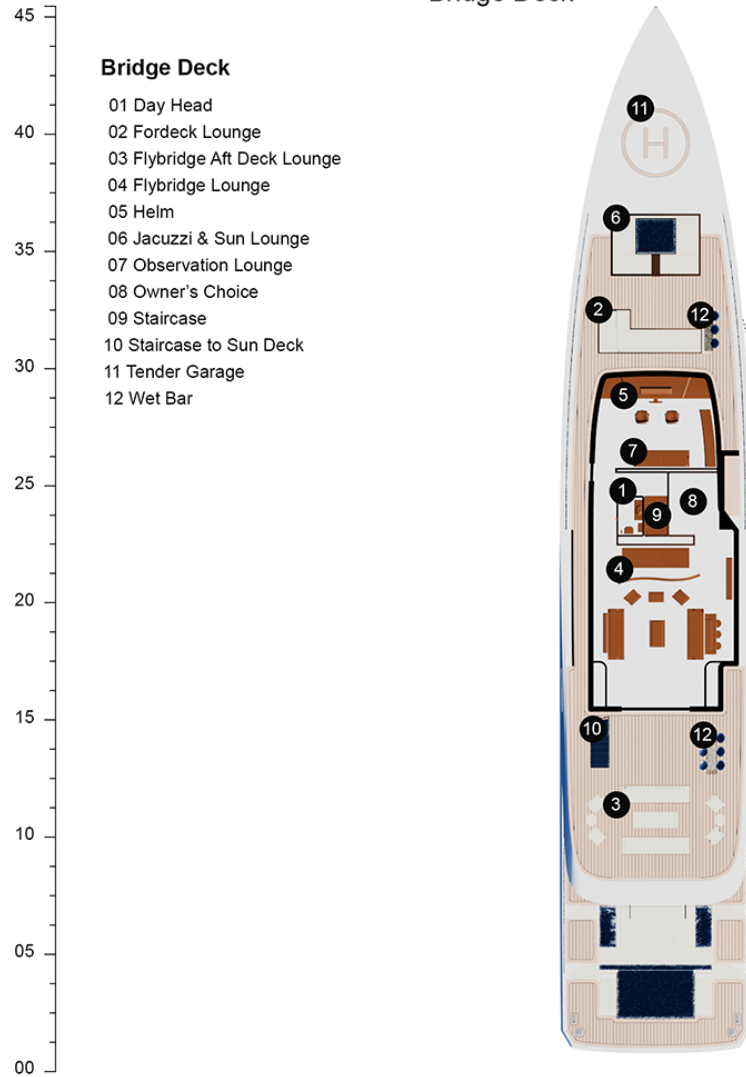 Bridge Deck
45
40
35
30
25
20
15
10
05
00
Bridge Deck
01 Day Head
02 Fordeck Lounge
03 Flybridge Aft Deck Lounge
04 Flybridge Lounge
05 Helm
06 Jacuzzi & Sun Lounge
07 Observation Lounge
08 Owner's Choice
09 Staircase
10 Staircase to Sun Deck
11 Tender Garage
12 Wet Bar
11
H
6
2
12
5
7
1
8
9
4
10
12
3